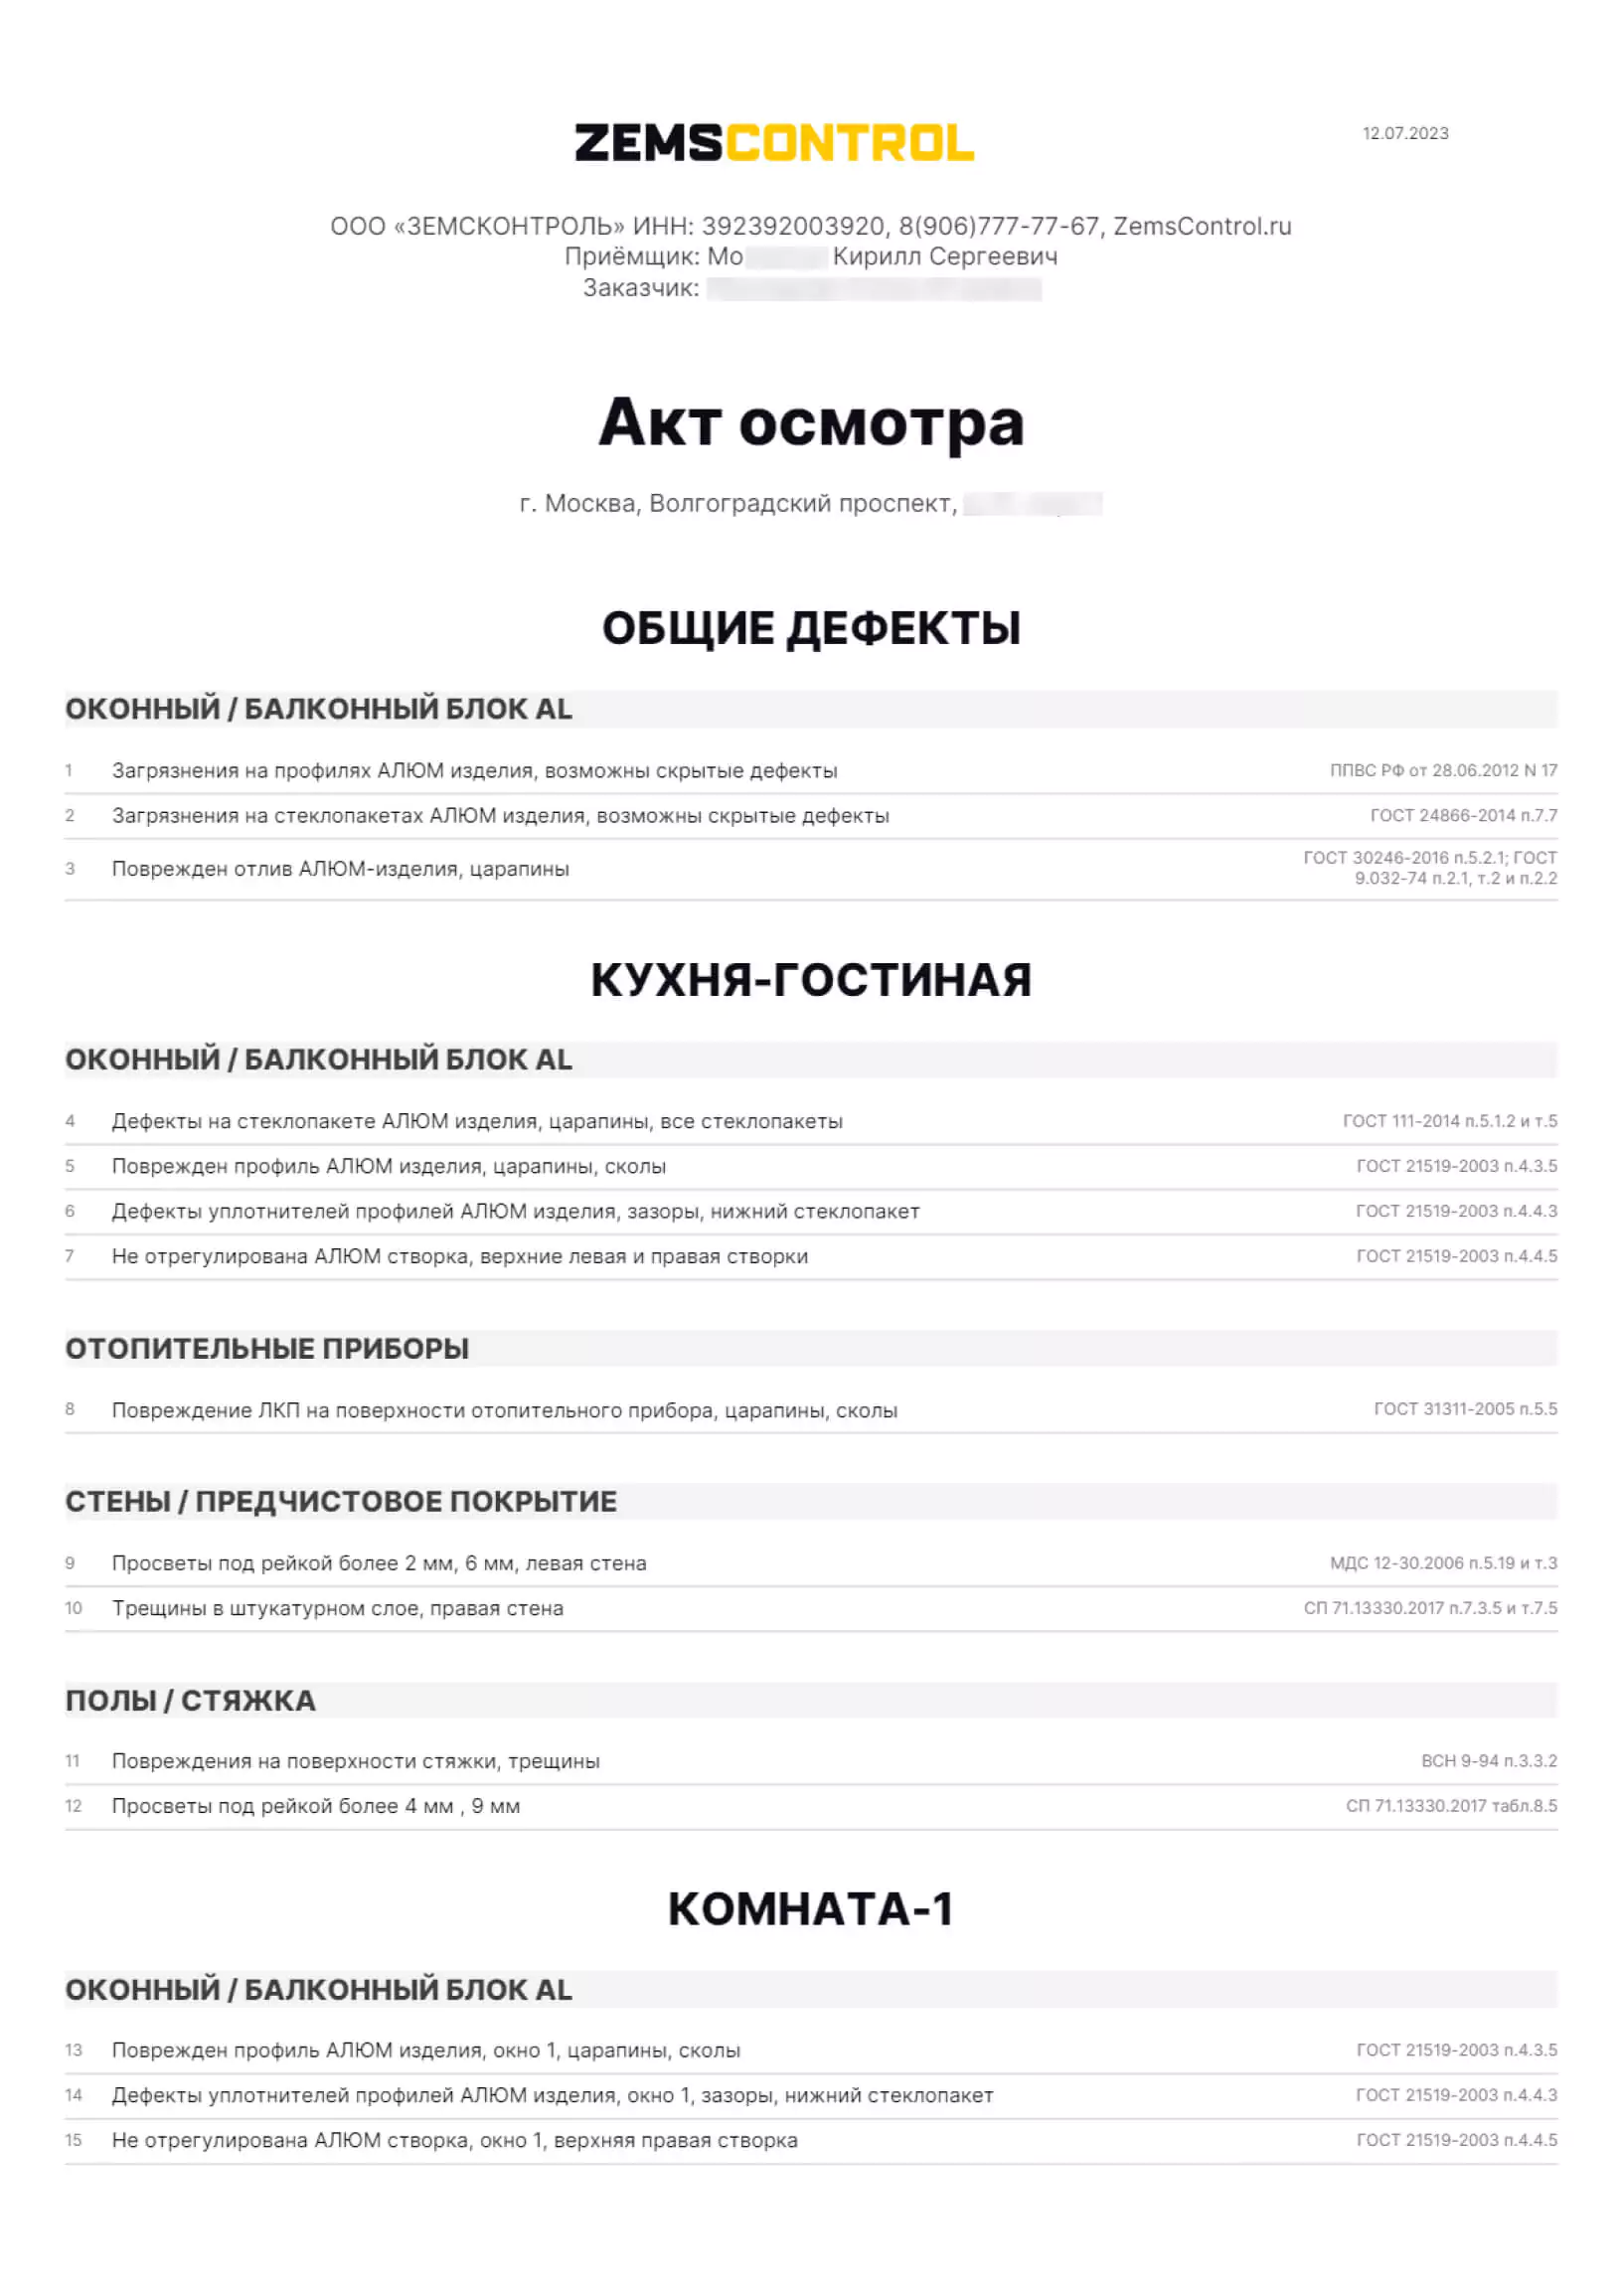 ZEMSCONTROL
12.07.2023
ООО «ЗЕМСКОНТРОЛЬ» ИНН: 392392003920, 8(906)777-77-67, ZemsControl.ru
Приёмщик: Мо Кирилл Сергеевич
Заказчик:
Акт осмотра
г. Москва, Волгоградский проспект,
ОБЩИЕ ДЕФЕКТЫ
ОКОННЫЙ / БАЛКОННЫЙ БЛОК AL
1 Загрязнения на профилях АЛЮМ изделия, возможны скрытые дефекты ППВС РФ от 28.06.2012 N 17
2 Загрязнения на стеклопакетах АЛЮМ изделия, возможны скрытые дефекты ГОСТ 24866-2014 п.7.7
3 Поврежден отлив АЛЮМ-изделия, царапины ГОСТ 30246-2016 п.5.2.1; ГОСТ
9.032-74 п.2.1, т.2 и п.2.2
КУХНЯ-ГОСТИНАЯ
ОКОННЫЙ / БАЛКОННЫЙ БЛОК AL
4 Дефекты на стеклопакете АЛЮМ изделия, царапины, все стеклопакеты ГОСТ 111-2014 п.5.1.2 и т.5
5 Поврежден профиль АЛЮМ изделия, царапины, сколы ГОСТ 21519-2003 п.4.3.5
6 Дефекты уплотнителей профилей АЛЮМ изделия, зазоры, нижний стеклопакет ГОСТ 21519-2003 п.4.4.3
7 Не отрегулирована АЛЮМ створка, верхние левая и правая створки ГОСТ 21519-2003 п.4.4.5
ОТОПИТЕЛЬНЫЕ ПРИБОРЫ
8 Повреждение ЛКП на поверхности отопительного прибора, царапины, сколы ГОСТ 31311-2005 п.5.5
СТЕНЫ / ПРЕДЧИСТОВОЕ ПОКРЫТИЕ
9 Просветы под рейкой более 2 мм, 6 мм, левая стена МДС 12-30.2006 п.5.19 и т.3
10 Трещины в штукатурном слое, правая стена СП 71.13330.2017 п.7.3.5 и т.7.5
ПОЛЫ / СТЯЖКА
11 Повреждения на поверхности стяжки, трещины ВСН 9-94 п.3.3.2
12 Просветы под рейкой более 4 мм , 9 мм СП 71.13330.2017 табл.8.5
КОМНАТА-1
ОКОННЫЙ / БАЛКОННЫЙ БЛОК AL
13 Поврежден профиль АЛЮМ изделия, окно 1, царапины, сколы ГОСТ 21519-2003 п.4.3.5
14 Дефекты уплотнителей профилей АЛЮМ изделия, окно 1, зазоры, нижний стеклопакет ГОСТ 21519-2003 п.4.4.3
15 Не отрегулирована АЛЮМ створка, окно 1, верхняя правая створка ГОСТ 21519-2003 п.4.4.5